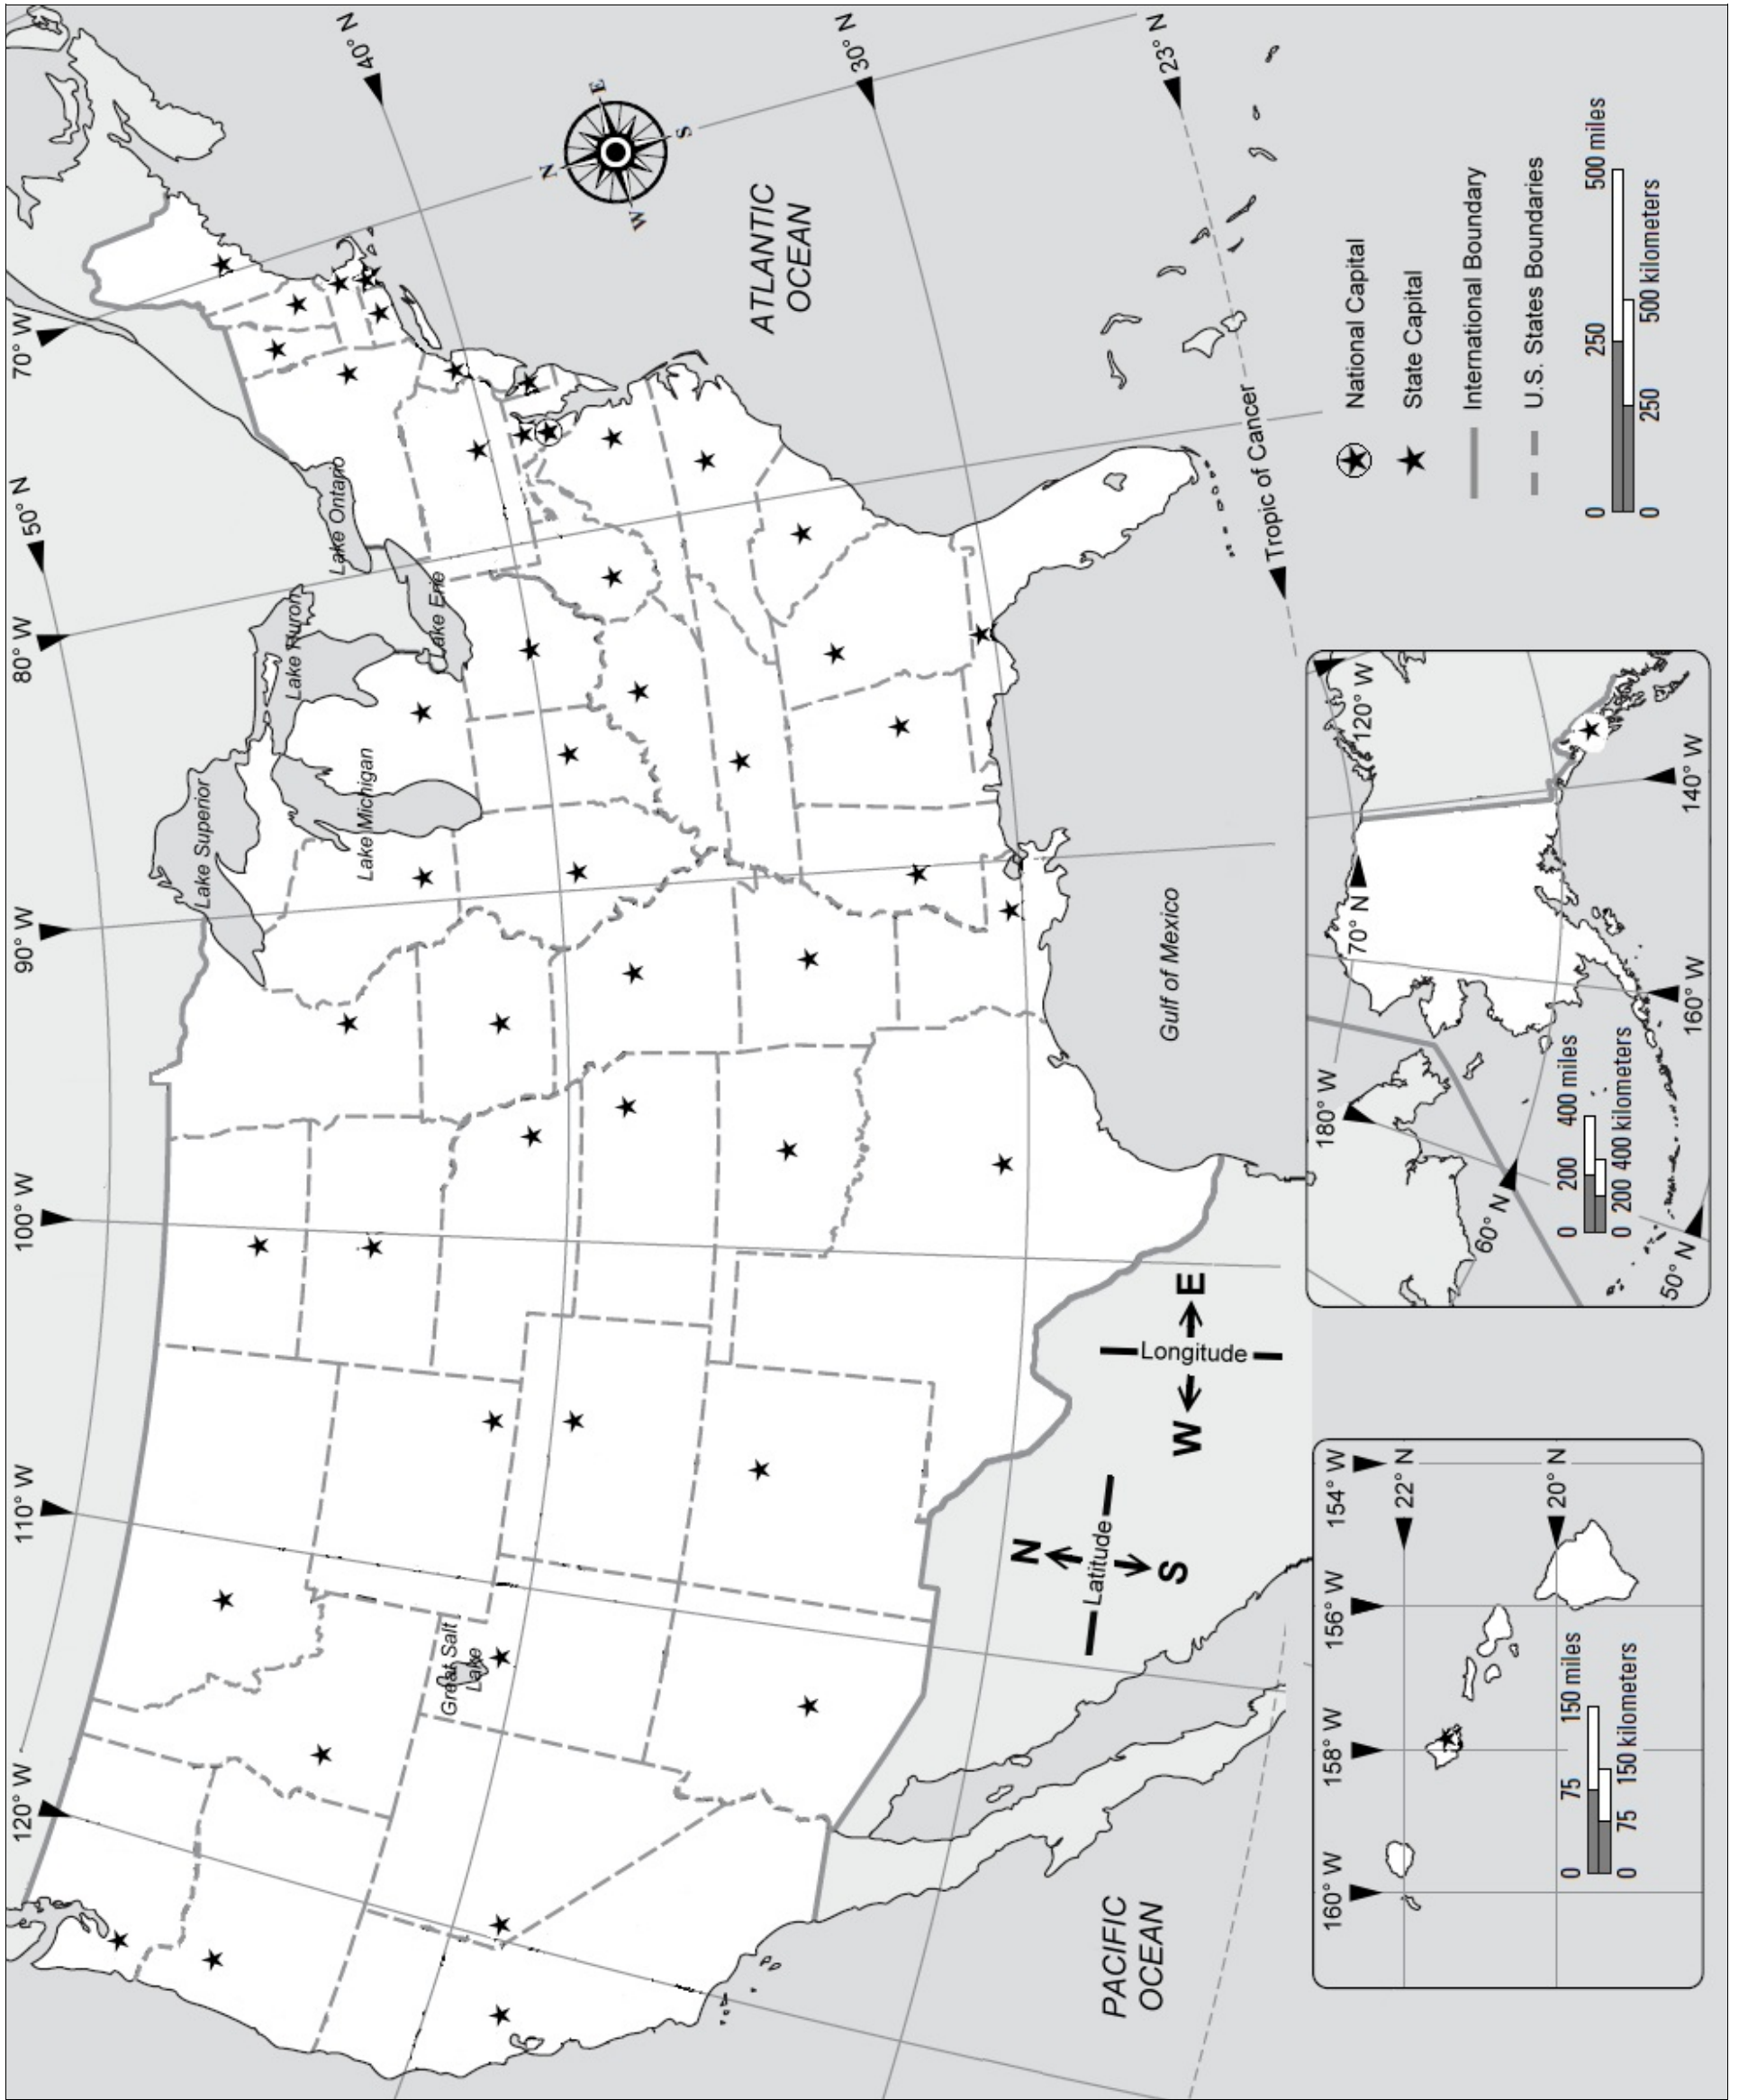 120° W
110° W
100° W
90° W
80° W
50° N
70° W
40° N
30° N
23° N
Lake Superior
Lake Michigan
Lake Huron
Lake Erie
Lake Ontario
Great Salt
Lake
N
E
S
W
ATLANTIC
OCEAN
PACIFIC
OCEAN
Gulf of Mexico
Tropic of Cancer
N
Latitude
S
W
E
Longitude
160° W
158° W
156° W
154° W
22° N
20° N
0 75 150 miles
0 75 150 kilometers
180° W
70° N
120° W
60° N
50° N
160° W
140° W
0 200 400 miles
0 200 400 kilometers
National Capital
State Capital
International Boundary
U.S. States Boundaries
0 250 500 miles
0 250 500 kilometers